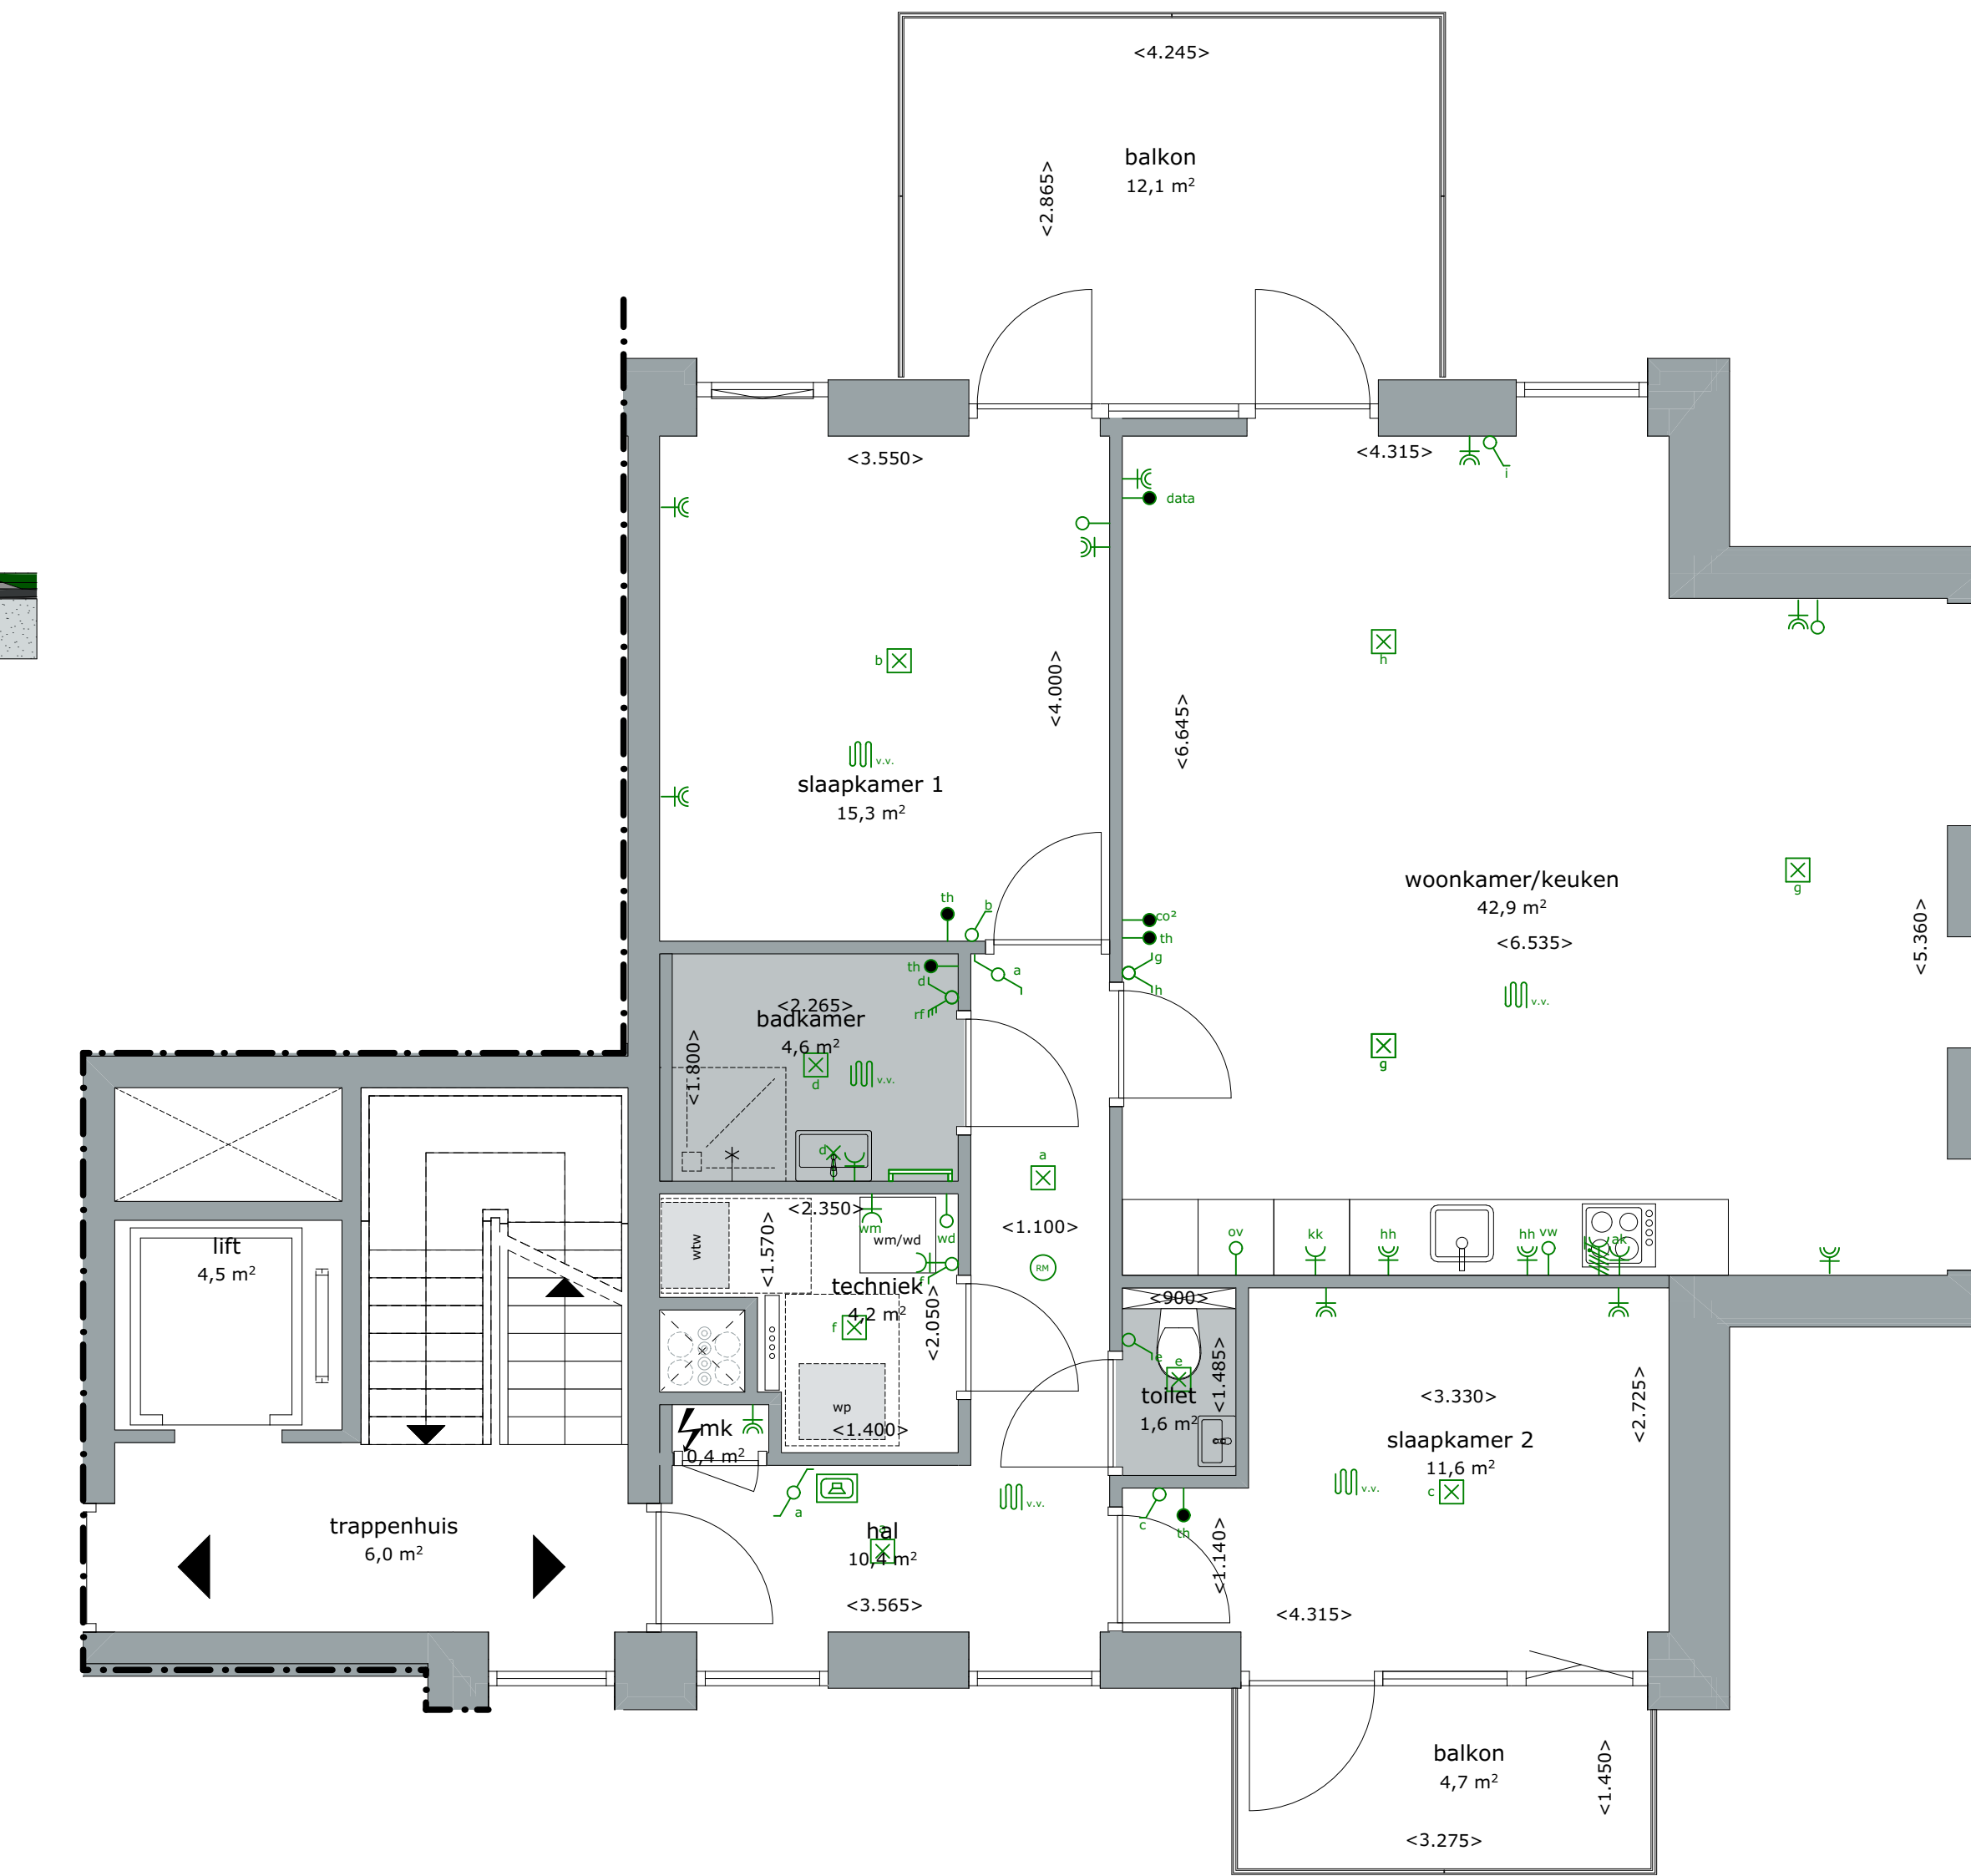 <4.245>
balkon
12,1 m²
<2.865>
<3.550>
<4.315>
i
data
b
h
<4.000>
<6.645>
v.v.
slaapkamer 1
15,3 m²
woonkamer/keuken
42,9 m²
<6.535>
g
<5.360>
th
b
co²
th
g
h
a
th
d
rf
<2.265>
badkamer
4,6 m²
<1.800>
d
v.v.
v.v.
g
d
a
<2.350>
wm
wd
wm/wd
wtw
<1.570>
<1.100>
RM
f
techniek
4,2 m²
f
<2.050>
ov
kk
hh
hh
vw
ak
lift
4,5 m²
<900>
e
e
<1.485>
toilet
1,6 m²
wp
<1.400>
mk
0,4 m²
<3.330>
<2.725>
slaapkamer 2
11,6 m²
v.v.
c
a
v.v.
c
th
<1.140>
trappenhuis
6,0 m²
hal
a
10,4 m²
<3.565>
<4.315>
balkon
4,7 m²
<1.450>
<3.275>